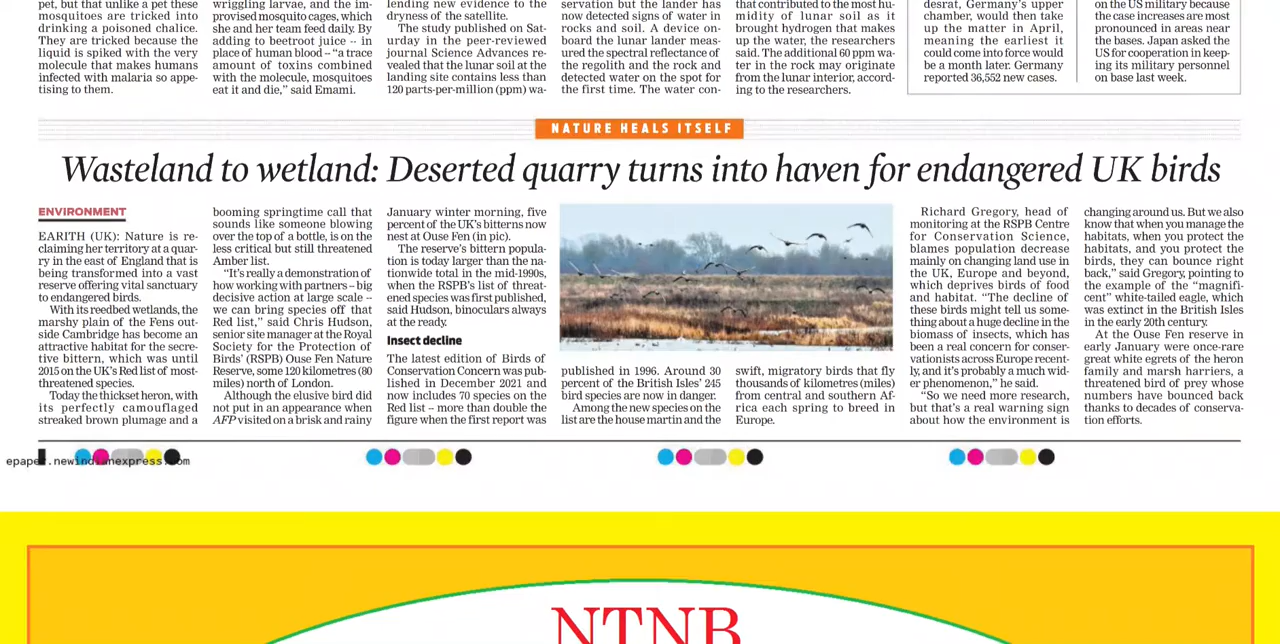 pet, but that unlike a pet these
mosquitoes are tricked into
drinking a poisoned chalice.
They are tricked because the
liquid is spiked with the very
molecule that makes humans
infected with malaria so appe-
tising to them.
wriggling larvae, and the im-
provised mosquito cages, which
she and her team feed daily. By
adding to beetroot juice -- in
place of human blood -- “a trace
amount of toxins combined
with the molecule, mosquitoes
eat it and die,” said Emami.
lending new evidence to the
dryness of the satellite.
The study published on Sat-
urday in the peer-reviewed
journal Science Advances re-
vealed that the lunar soil at the
landing site contains less than
120 parts-per-million (ppm) wa-
servation but the lander has
now detected signs of water in
rocks and soil. A device on-
board the lunar lander meas-
ured the spectral reflectance of
the regolith and the rock and
detected water on the spot for
the first time. The water con-
that contributed to the most hu-
midity of lunar soil as it
brought hydrogen that makes
up the water, the researchers
said. The additional 60 ppm wa-
ter in the rock may originate
from the lunar interior, accord-
ing to the researchers.
desrat, Germany's upper
chamber, would then take
up the matter in April,
meaning the earliest it
could come into force would
be a month later. Germany
reported 36,552 new cases.
on the US military because
the case increases are most
pronounced in areas near
the bases. Japan asked the
US for cooperation in keep-
ing its military personnel
on base last week.
NATURE HEALS ITSELF
Wasteland to wetland: Deserted quarry turns into haven for endangered UK birds
ENVIRONMENT
EARITH (UK): Nature is re-
claiming her territory at a quar-
ry in the east of England that is
being transformed into a vast
reserve offering vital sanctuary
to endangered birds.
With its reedbed wetlands, the
marshy plain of the Fens out-
side Cambridge has become an
attractive habitat for the secre-
tive bittern, which was until
2015 on the UK's Red list of most-
threatened species.
Today the thickset heron, with
its perfectly camouflaged
streaked brown plumage and a
booming springtime call that
sounds like someone blowing
over the top of a bottle, is on the
less critical but still threatened
Amber list.
“It's really a demonstration of
how working with partners – big
decisive action at large scale --
we can bring species off that
Red list,” said Chris Hudson,
senior site manager at the Royal
Society for the Protection of
Birds' (RSPB) Ouse Fen Nature
Reserve, some 120 kilometres (80
miles) north of London.
Although the elusive bird did
not put in an appearance when
AFP visited on a brisk and rainy
January winter morning, five
percent of the UK's bitterns now
nest at Ouse Fen (in pic).
The reserve's bittern popula-
tion is today larger than the na-
tionwide total in the mid-1990s,
when the RSPB's list of threat-
ened species was first published,
said Hudson, binoculars always
at the ready.
Insect decline
The latest edition of Birds of
Conservation Concern was pub-
lished in December 2021 and
now includes 70 species on the
Red list -- more than double the
figure when the first report was
published in 1996. Around 30
percent of the British Isles' 245
bird species are now in danger.
Among the new species on the
list are the house martin and the
swift, migratory birds that fly
thousands of kilometres (miles)
from central and southern Af-
rica each spring to breed in
Europe.
Richard Gregory, head of
monitoring at the RSPB Centre
for Conservation Science,
blames population decrease
mainly on changing land use in
the UK, Europe and beyond,
which deprives birds of food
and habitat. “The decline of
these birds might tell us some-
thing about a huge decline in the
biomass of insects, which has
been a real concern for conser-
vationists across Europe recent-
ly, and it's probably a much wid-
er phenomenon,” he said.
“So we need more research,
but that's a real warning sign
about how the environment is
changing around us. But we also
know that when you manage the
habitats, when you protect the
habitats, and you protect the
birds, they can bounce right
back,” said Gregory, pointing to
the example of the “magnifi-
cent” white-tailed eagle, which
was extinct in the British Isles
in the early 20th century.
At the Ouse Fen reserve in
early January were once-rare
great white egrets of the heron
family and marsh harriers, a
threatened bird of prey whose
numbers have bounced back
thanks to decades of conserva-
tion efforts.
epaper.newindianexpress.com
NTNB